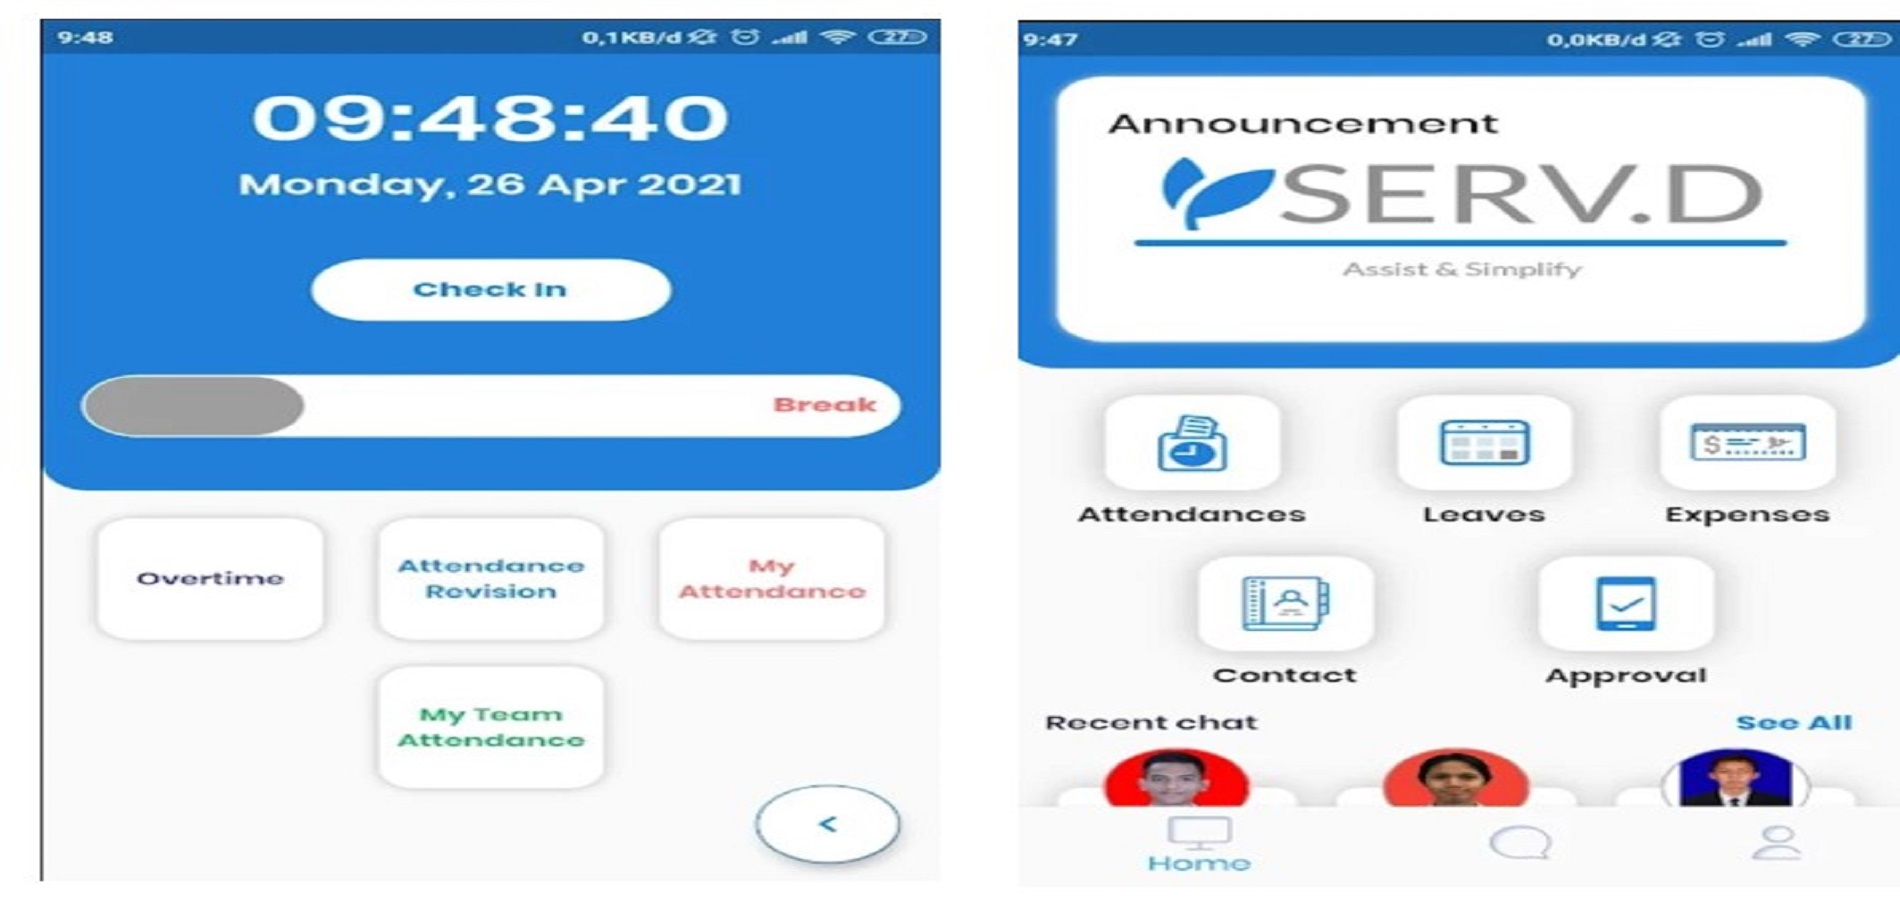 9:48 0,1KB/d 27
09:48:40
Monday, 26 Apr 2021
Check In
Break
Overtime
Attendance
Revision
My
Attendance
My Team
Attendance
<
9:47 0,0KB/d 27
Announcement
SERV.D
Assist & Simplify
$
Attendances Leaves Expenses
Contact Approval
Recent chat See All
Home